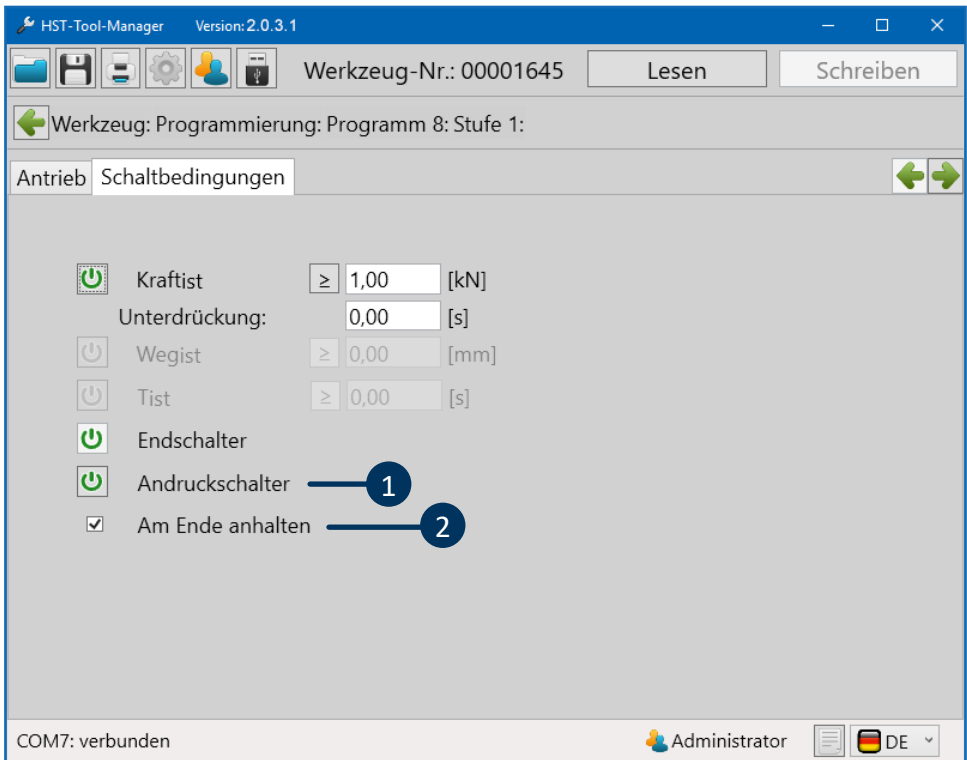 HST-Tool-Manager Version: 2.0.3.1
Werkzeug-Nr.: 00001645 Lesen Schreiben
Werkzeug: Programmierung: Programm 8: Stufe 1:
Antrieb Schaltbedingungen
Kraftist ≥ 1,00 [kN]
Unterdrückung: 0,00 [s]
Wegist ≥ 0,00 [mm]
Tist ≥ 0,00 [s]
Endschalter
Andruckschalter 1
Am Ende anhalten 2
COM7: verbunden Administrator DE